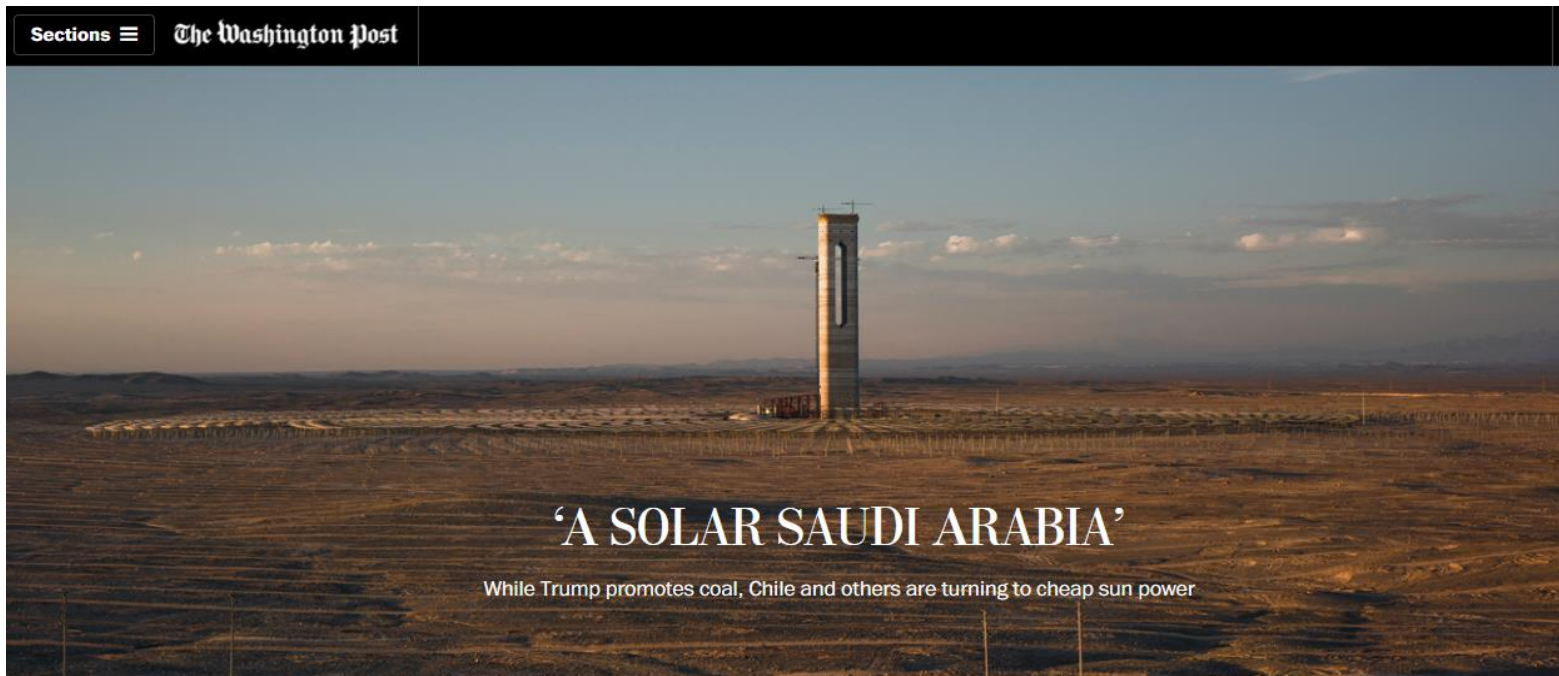 Sections
The Washington Post
‘A SOLAR SAUDI ARABIA’
While Trump promotes coal, Chile and others are turning to cheap sun power